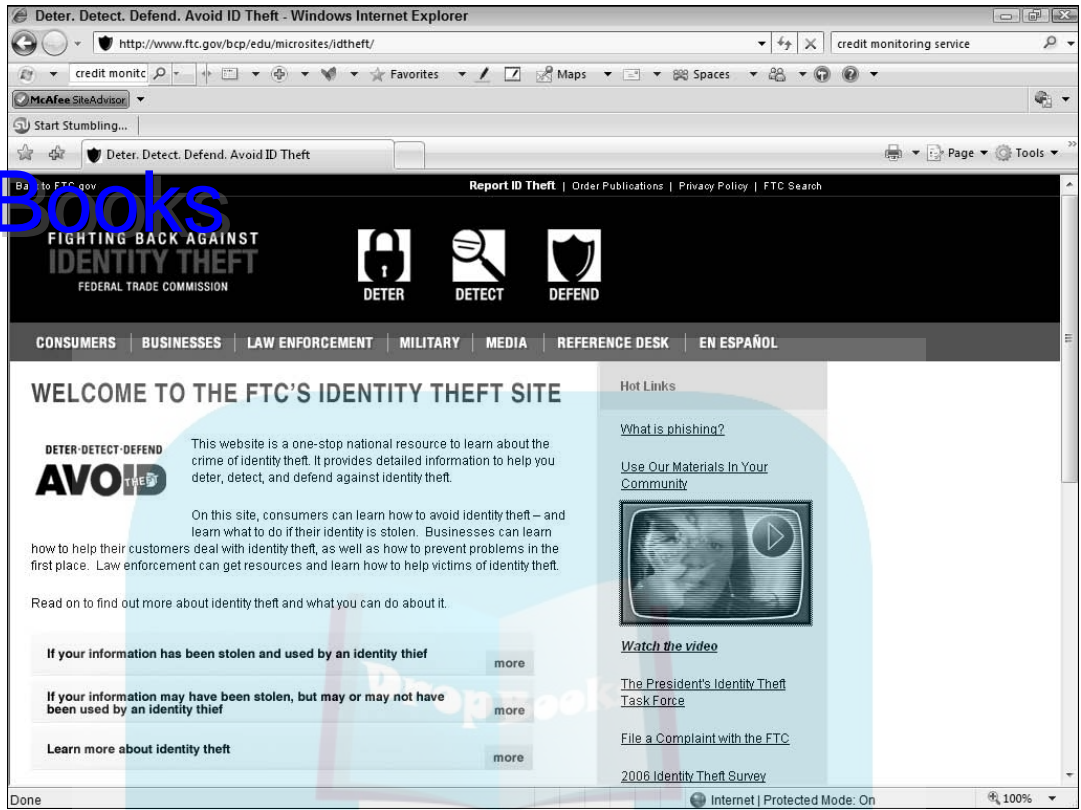 Deter. Detect. Defend. Avoid ID Theft - Windows Internet Explorer
http://www.ftc.gov/bcp/edu/microsites/idtheft/
credit monitoring service
credit monitc
Favorites
Maps
Spaces
McAfee SiteAdvisor
Start Stumbling...
Deter. Detect. Defend. Avoid ID Theft
Page
Tools
Back to FTC.gov
Report ID Theft | Order Publications | Privacy Policy | FTC Search
Books
FIGHTING BACK AGAINST
IDENTITY THEFT
FEDERAL TRADE COMMISSION
DETER
DETECT
DEFEND
CONSUMERS | BUSINESSES | LAW ENFORCEMENT | MILITARY | MEDIA | REFERENCE DESK | EN ESPAÑOL
WELCOME TO THE FTC'S IDENTITY THEFT SITE
DETER·DETECT·DEFEND
AVOID THEFT
This website is a one-stop national resource to learn about the
crime of identity theft. It provides detailed information to help you
deter, detect, and defend against identity theft.
On this site, consumers can learn how to avoid identity theft – and
learn what to do if their identity is stolen. Businesses can learn
how to help their customers deal with identity theft, as well as how to prevent problems in the
first place. Law enforcement can get resources and learn how to help victims of identity theft.
Read on to find out more about identity theft and what you can do about it.
If your information has been stolen and used by an identity thief
more
If your information may have been stolen, but may or may not have
been used by an identity thief
more
Learn more about identity theft
more
Hot Links
What is phishing?
Use Our Materials In Your
Community
Watch the video
The President's Identity Theft
Task Force
File a Complaint with the FTC
2006 Identity Theft Survey
DropBook
Done
Internet | Protected Mode: On
100%